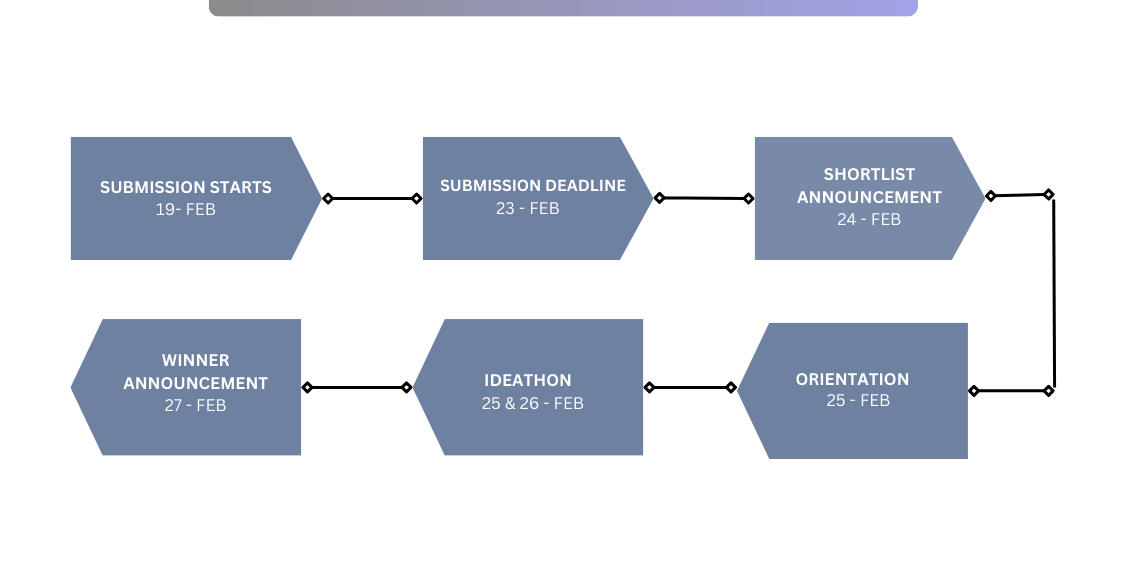 SUBMISSION STARTS
19- FEB
SUBMISSION DEADLINE
23 - FEB
SHORTLIST
ANNOUNCEMENT
24 - FEB
ORIENTATION
25 - FEB
IDEATHON
25 & 26 - FEB
WINNER
ANNOUNCEMENT
27 - FEB